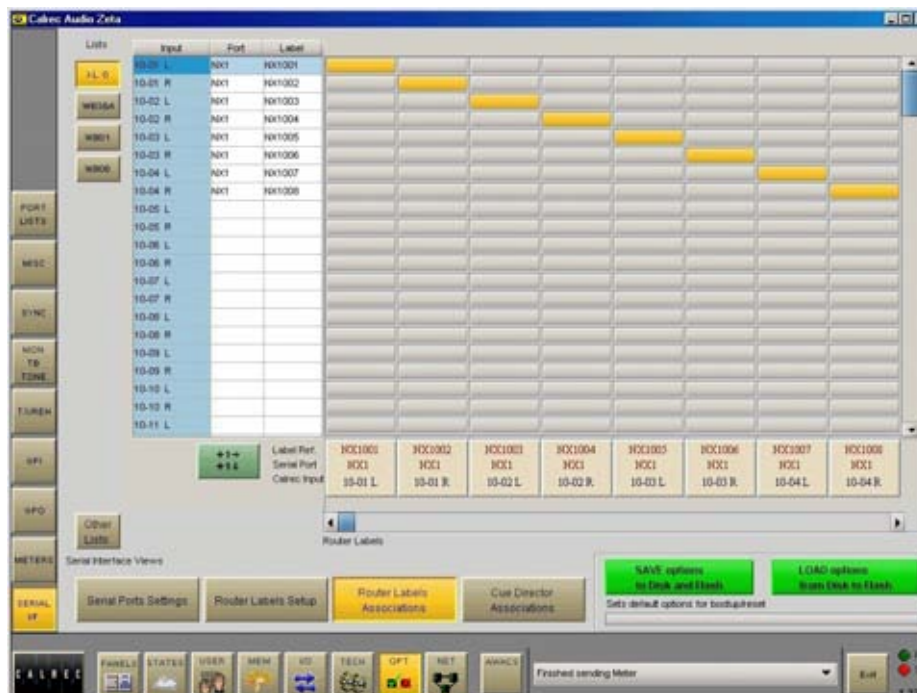 Calrec Audio Zeta
Lists
Input Port Label
10-01 L NX1 NX1001
10-01 R NX1 NX1002
10-02 L NX1 NX1003
10-02 R NX1 NX1004
10-03 L NX1 NX1005
10-03 R NX1 NX1006
10-04 L NX1 NX1007
10-04 R NX1 NX1008
10-05 L
10-05 R
10-06 L
10-06 R
10-07 L
10-07 R
10-08 L
10-08 R
10-09 L
10-09 R
10-10 L
10-10 R
10-11 L
PORT
LISTS
MISC
SYNC
MON
TB
TONE
GPI
GPO
METERS
SERIAL
I/F
Label Ref. NX1001 NX1002 NX1003 NX1004 NX1005 NX1006 NX1007 NX1008
Serial Port NX1 NX1 NX1 NX1 NX1 NX1 NX1 NX1
Calrec Input 10-01 L 10-01 R 10-02 L 10-02 R 10-03 L 10-03 R 10-04 L 10-04 R
Other
Lists
Router Labels
Serial Interface Views
Serial Ports Settings
Router Labels Setup
Router Labels
Associations
Cue Director
Associations
SAVE options
to Disk and Flash
LOAD options
from Disk to Flash
Sets default options for bootup/reset
CALREC
PANELS STATES USER MEM I/O TECH OPT NET AWACS
Finished sending Meter
Exit